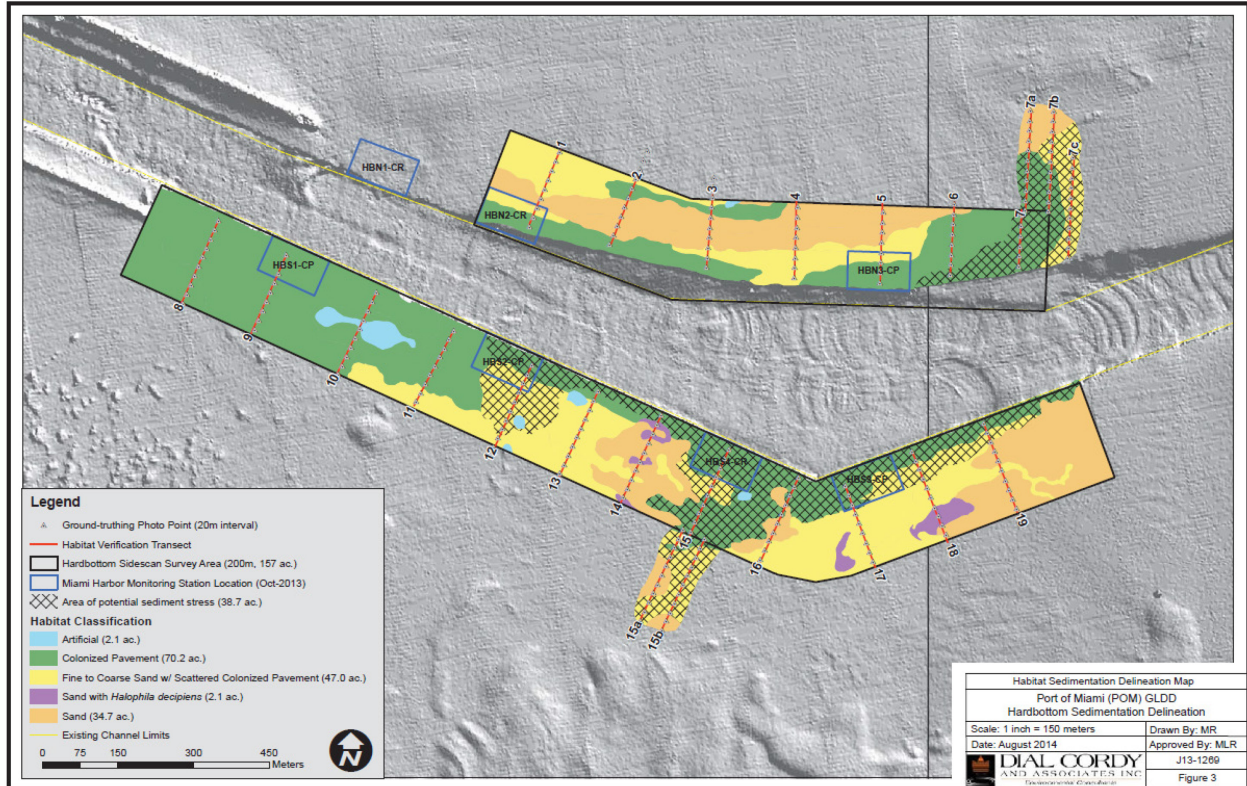 1
2
3
4
5
6
7
7a
7b
7c
HBN1-CR
HBN2-CR
HBN3-CP
HBS1-CP
HBS2-CP
HBS4-CR
HBS3-CP
8
9
10
11
12
13
14
15
15a
15b
16
17
18
19
Legend
Ground-truthing Photo Point (20m interval)
Habitat Verification Transect
Hardbottom Sidescan Survey Area (200m, 157 ac.)
Miami Harbor Monitoring Station Location (Oct-2013)
Area of potential sediment stress (38.7 ac.)
Habitat Classification
Artificial (2.1 ac.)
Colonized Pavement (70.2 ac.)
Fine to Coarse Sand w/ Scattered Colonized Pavement (47.0 ac.)
Sand with Halophila decipiens (2.1 ac.)
Sand (34.7 ac.)
Existing Channel Limits
0 75 150 300 450
Meters
N
Habitat Sedimentation Delineation Map
Port of Miami (POM) GLDD
Hardbottom Sedimentation Delineation
Scale: 1 inch = 150 meters
Drawn By: MR
Date: August 2014
Approved By: MLR
DIAL CORDY
AND ASSOCIATES INC
Environmental Consultants
J13-1269
Figure 3